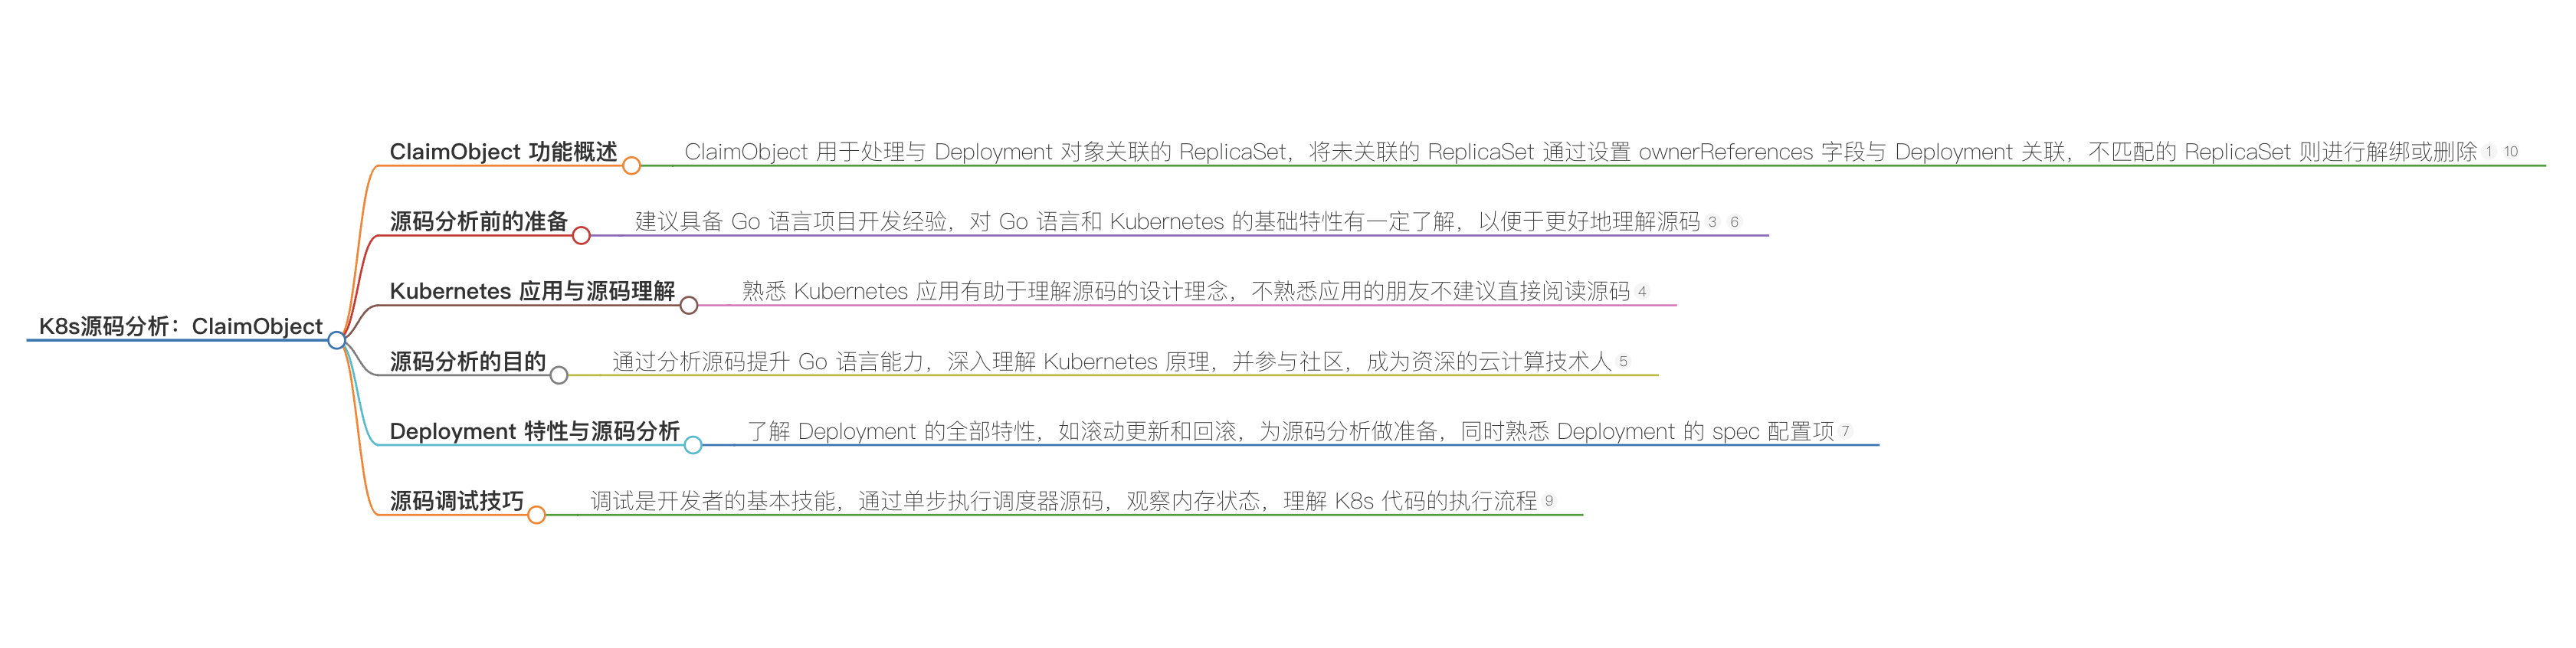 ClaimObject 功能概述
ClaimObject 用于处理与 Deployment 对象关联的 ReplicaSet，将未关联的 ReplicaSet 通过设置 ownerReferences 字段与 Deployment 关联，不匹配的 ReplicaSet 则进行解绑或删除 1 10
源码分析前的准备
建议具备 Go 语言项目开发经验，对 Go 语言和 Kubernetes 的基础特性有一定了解，以便于更好地理解源码 3 6
Kubernetes 应用与源码理解
熟悉 Kubernetes 应用有助于理解源码的设计理念，不熟悉应用的朋友不建议直接阅读源码 4
K8s源码分析：ClaimObject
源码分析的目的
通过分析源码提升 Go 语言能力，深入理解 Kubernetes 原理，并参与社区，成为资深的云计算技术人 5
Deployment 特性与源码分析
了解 Deployment 的全部特性，如滚动更新和回滚，为源码分析做准备，同时熟悉 Deployment 的 spec 配置项 7
源码调试技巧
调试是开发者的基本技能，通过单步执行调度器源码，观察内存状态，理解 K8s 代码的执行流程 9